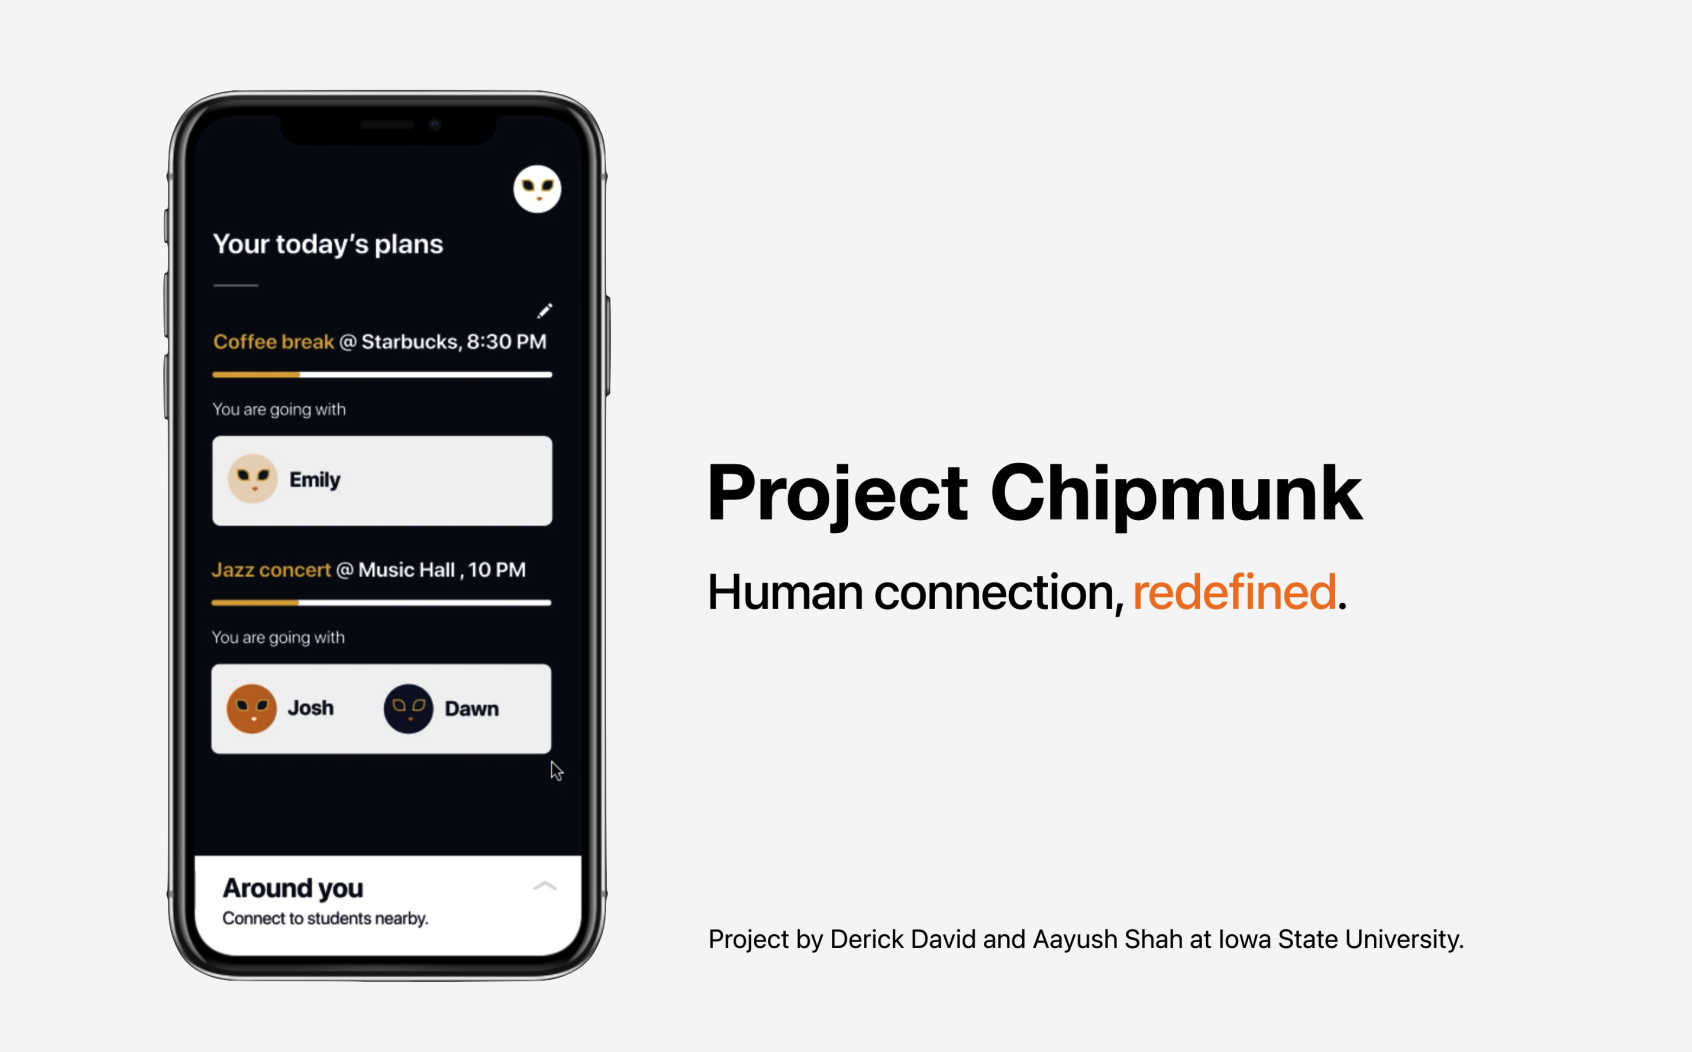 Your today's plans
Coffee break @ Starbucks, 8:30 PM
You are going with
Emily
Jazz concert @ Music Hall , 10 PM
You are going with
Josh Dawn
Around you
Connect to students nearby.
Project Chipmunk
Human connection, redefined.
Project by Derick David and Aayush Shah at Iowa State University.